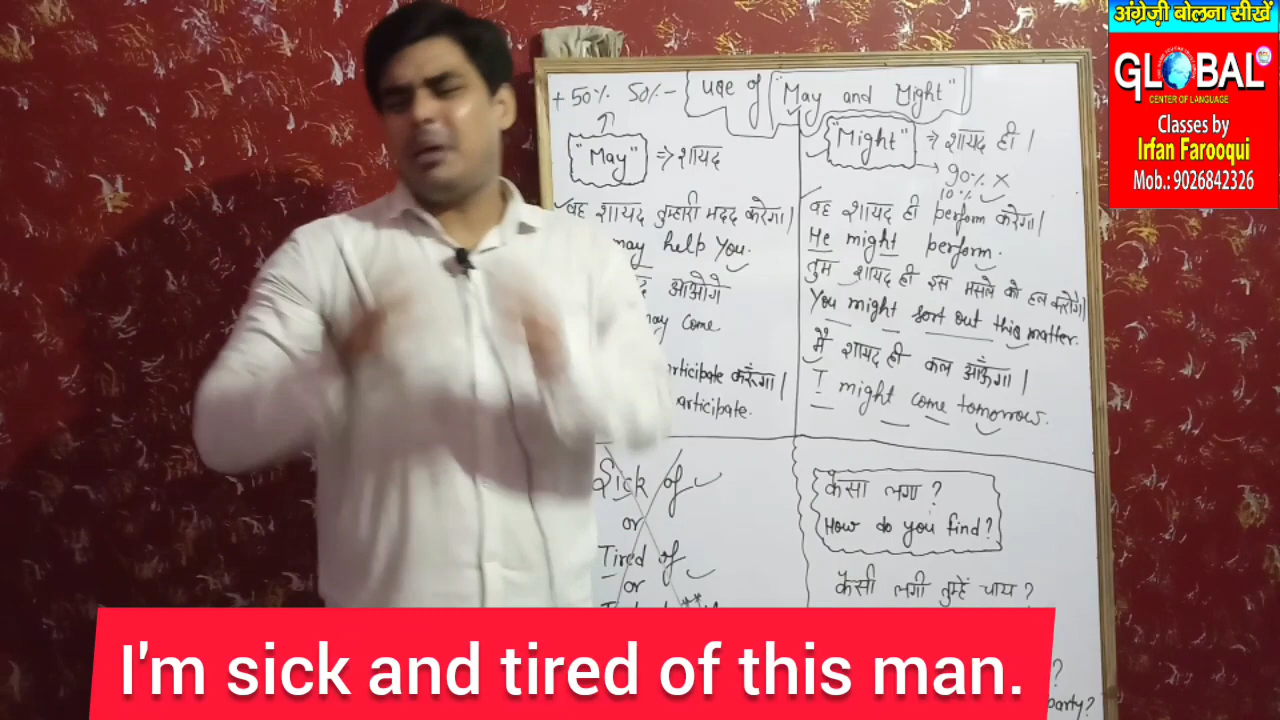 अंग्रेज़ी बोलना सीखें
GLOBAL
CENTER OF LANGUAGE
Classes by
Irfan Farooqui
Mob.: 9026842326
+ 50% 50% - use of "May and Might"
"May" ⇒ शायद
वह शायद तुम्हारी मदद करेगा।
may help you.
आओगे
may come
articibate करूँगा।
articibate.
"Might" ⇒ शायद ही।
90% ×
10% ✓
वह शायद ही perform करेगा।
He might perform.
तुम शायद ही इस मसले को हल करोगे।
You might sort out this matter.
मैं शायद ही कल आऊँगा।
I might come tomorrow.
Sick of ✓
or
Tired of ✓
or
कैसा लगा?
How do you find?
कैसी लगी तुम्हें चाय?
?
party?
I'm sick and tired of this man.